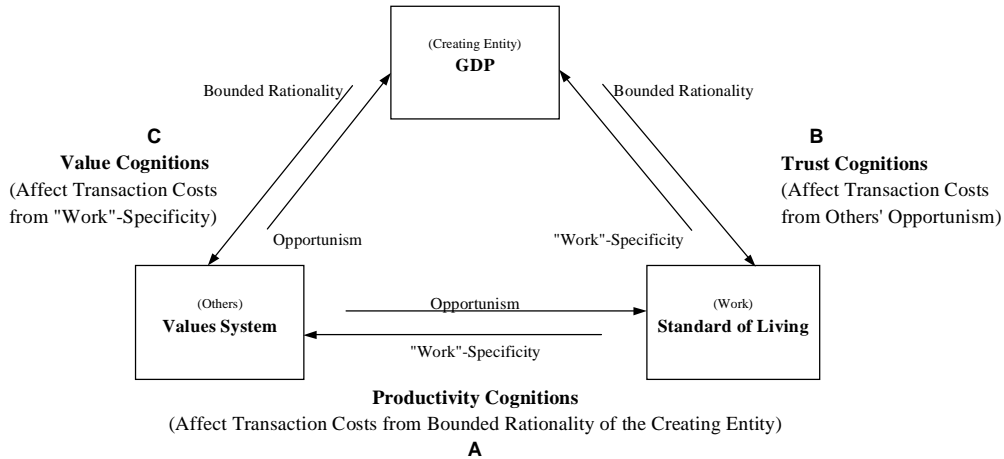 (Creating Entity)
GDP
Bounded Rationality
Bounded Rationality
C
Value Cognitions
(Affect Transaction Costs
from "Work"-Specificity)
B
Trust Cognitions
(Affect Transaction Costs
from Others' Opportunism)
Opportunism
"Work"-Specificity
(Others)
Values System
Opportunism
"Work"-Specificity
(Work)
Standard of Living
Productivity Cognitions
(Affect Transaction Costs from Bounded Rationality of the Creating Entity)
A